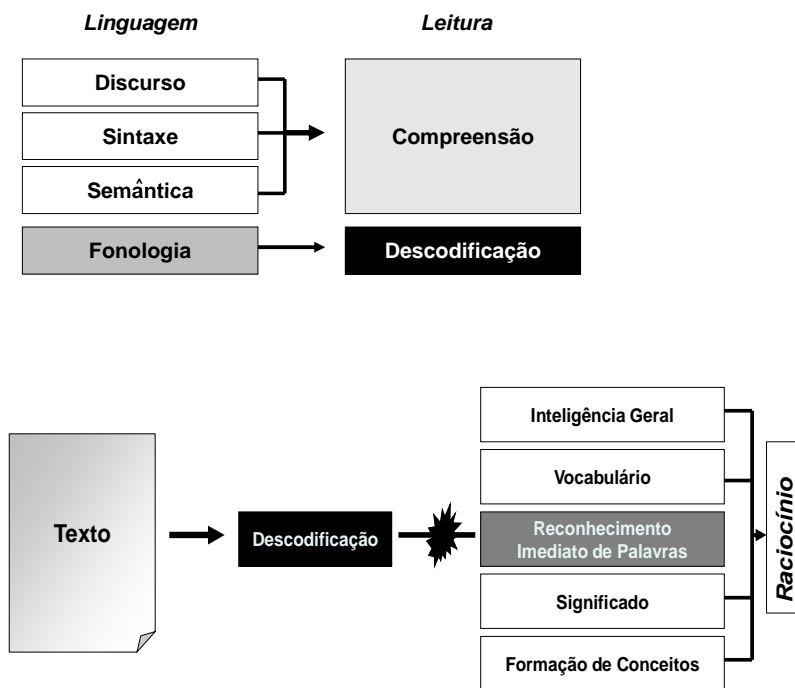 Linguagem
Leitura
Discurso
Sintaxe
Semântica
Fonologia
Compreensão
Descodificação
Texto
Descodificação
Inteligência Geral
Vocabulário
Reconhecimento
Imediato de Palavras
Significado
Formação de Conceitos
Raciocínio